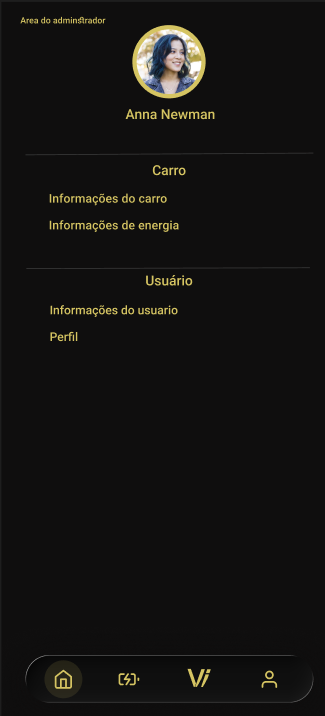 Area do adminstrador
Anna Newman
Carro
Informações do carro
Informações de energia
Usuário
Informações do usuario
Perfil
Vi